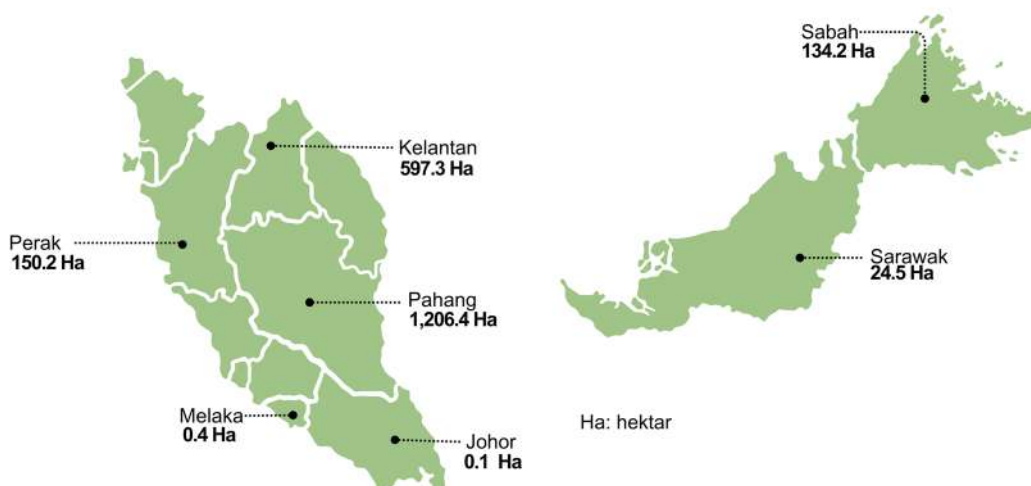 Sabah
134.2 Ha
Kelantan
597.3 Ha
Perak
150.2 Ha
Sarawak
24.5 Ha
Pahang
1,206.4 Ha
Melaka
0.4 Ha
Ha: hektar
Johor
0.1 Ha